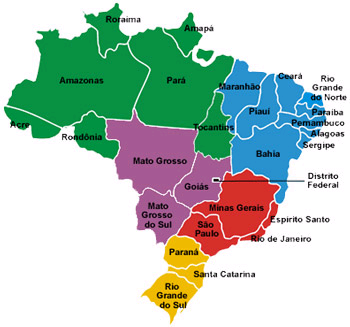 Roraima
Amapá
Amazonas
Pará
Maranhão
Ceará
Rio
Grande
do Norte
Piauí
Paraíba
Pernambuco
Alagoas
Sergipe
Acre
Rondônia
Tocantins
Bahia
Mato Grosso
Goiás
Distrito
Federal
Mato
Grosso
do Sul
Minas Gerais
Espirito Santo
São
Paulo
Rio de Janeiro
Paraná
Santa Catarina
Rio
Grande
do Sul